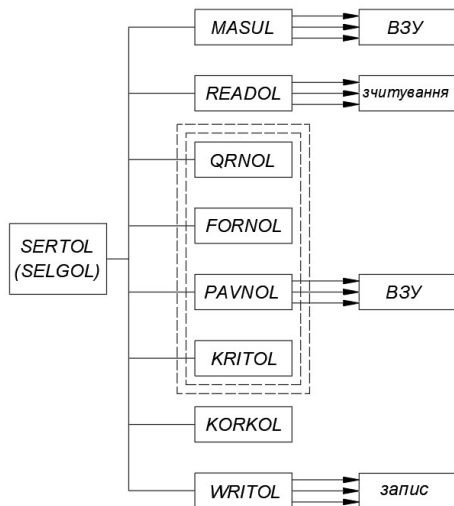 MASUL
ВЗУ
READOL
зчитування
QRNOL
FORNOL
SERTOL
(SELGOL)
PAVNOL
ВЗУ
KRITOL
KORKOL
WRITOL
запис